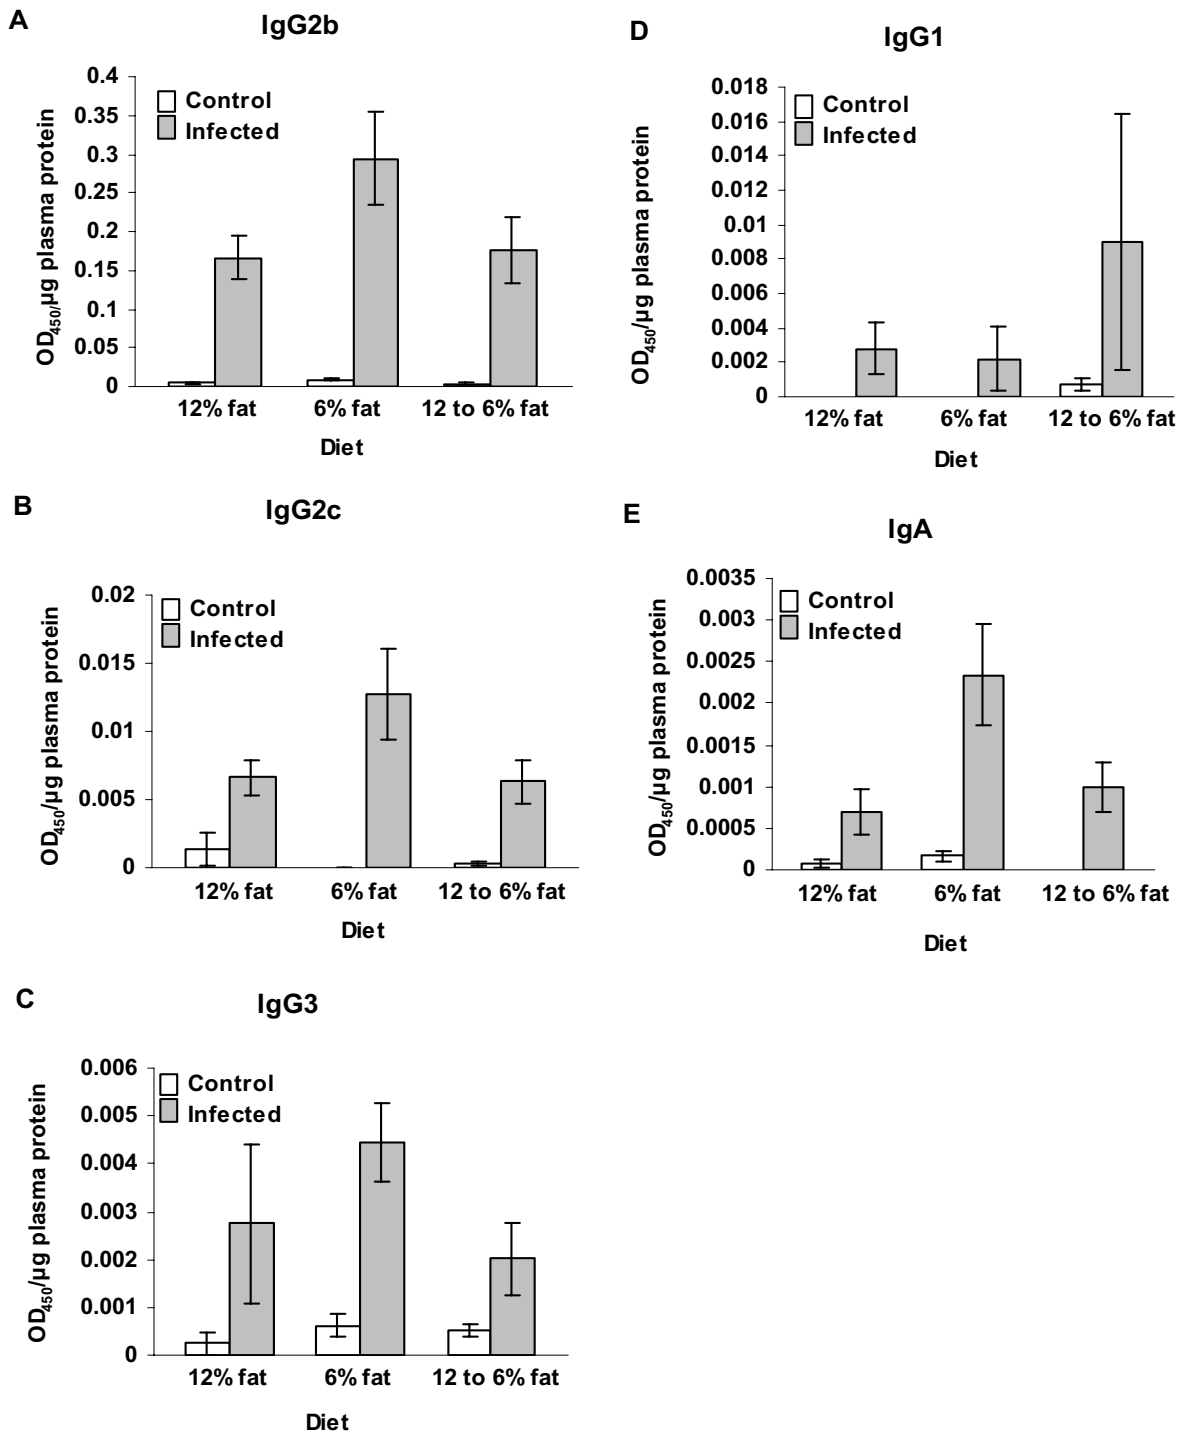 A
IgG2b
OD450/µg plasma protein
0.4
0.35
0.3
0.25
0.2
0.15
0.1
0.05
0
Control
Infected
12% fat 6% fat 12 to 6% fat
Diet
B
IgG2c
OD450/µg plasma protein
0.02
0.015
0.01
0.005
0
Control
Infected
12% fat 6% fat 12 to 6% fat
Diet
C
IgG3
OD450/µg plasma protein
0.006
0.005
0.004
0.003
0.002
0.001
0
Control
Infected
12% fat 6% fat 12 to 6% fat
Diet
D
IgG1
OD450/µg plasma protein
0.018
0.016
0.014
0.012
0.01
0.008
0.006
0.004
0.002
0
Control
Infected
12% fat 6% fat 12 to 6% fat
Diet
E
IgA
OD450/µg plasma protein
0.0035
0.003
0.0025
0.002
0.0015
0.001
0.0005
0
Control
Infected
12% fat 6% fat 12 to 6% fat
Diet